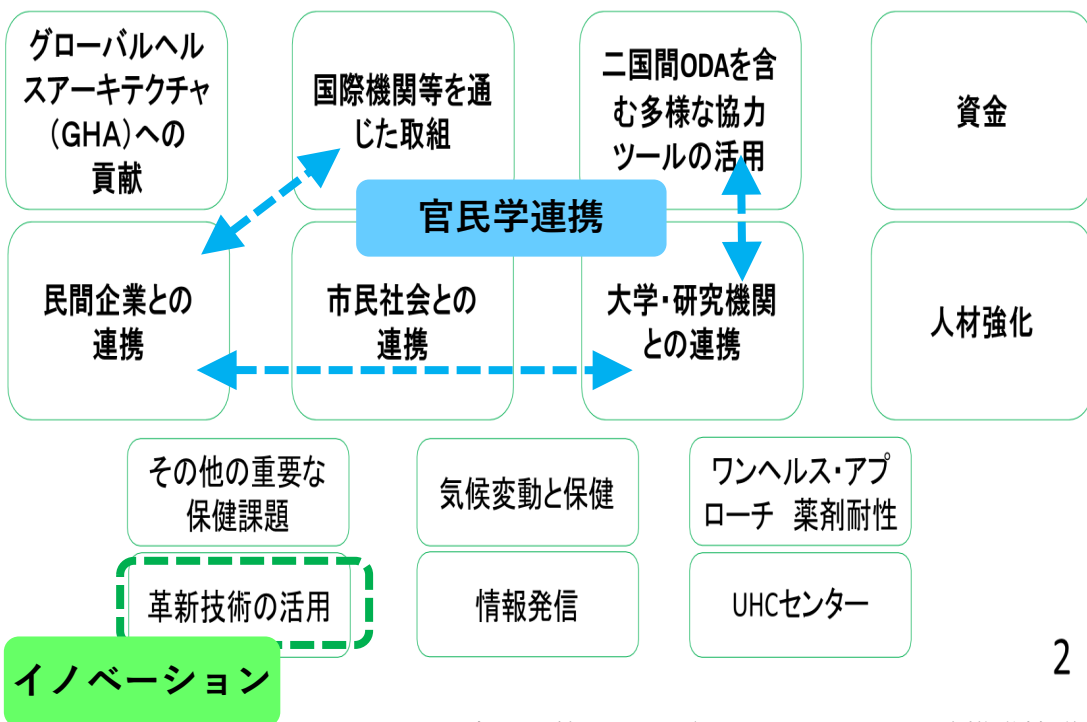 グローバルヘル
スアーキテクチャ
(GHA)への
貢献
国際機関等を通
じた取組
二国間ODAを含
む多様な協力
ツールの活用
資金
官民学連携
民間企業との
連携
市民社会との
連携
大学・研究機関
との連携
人材強化
その他の重要な
保健課題
気候変動と保健
ワンヘルス・アプ
ローチ 薬剤耐性
革新技術の活用
情報発信
UHCセンター
イノベーション
2